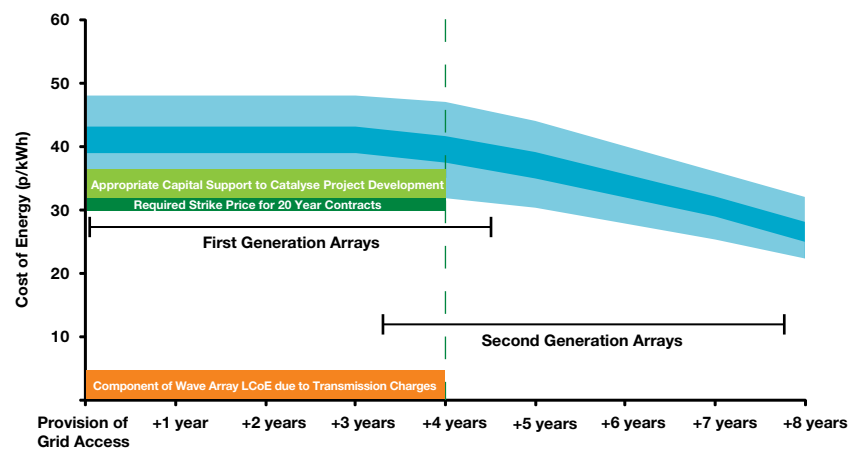 60
50
40
30
20
10
Cost of Energy (p/kWh)
Appropriate Capital Support to Catalyse Project Development
Required Strike Price for 20 Year Contracts
First Generation Arrays
Second Generation Arrays
Component of Wave Array LCoE due to Transmission Charges
Provision of
Grid Access
+1 year
+2 years
+3 years
+4 years
+5 years
+6 years
+7 years
+8 years